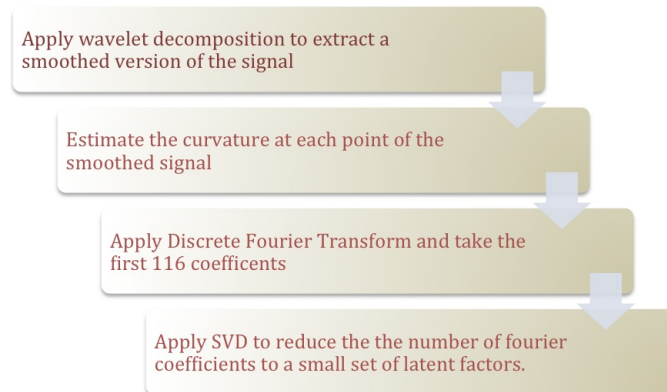 Apply wavelet decomposition to extract a
smoothed version of the signal
Estimate the curvature at each point of the
smoothed signal
Apply Discrete Fourier Transform and take the
first 116 coefficents
Apply SVD to reduce the the number of fourier
coefficients to a small set of latent factors.